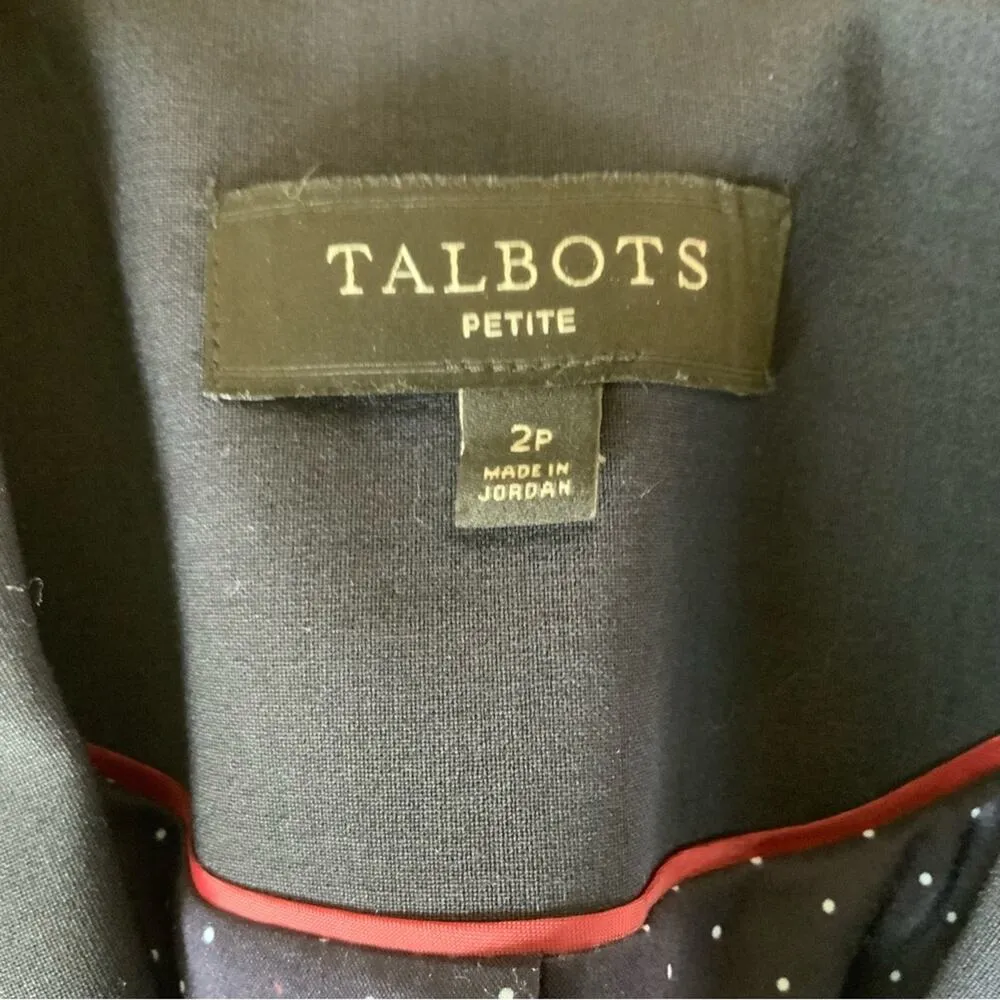 TALBOTS
PETITE
2P
MADE IN
JORDAN